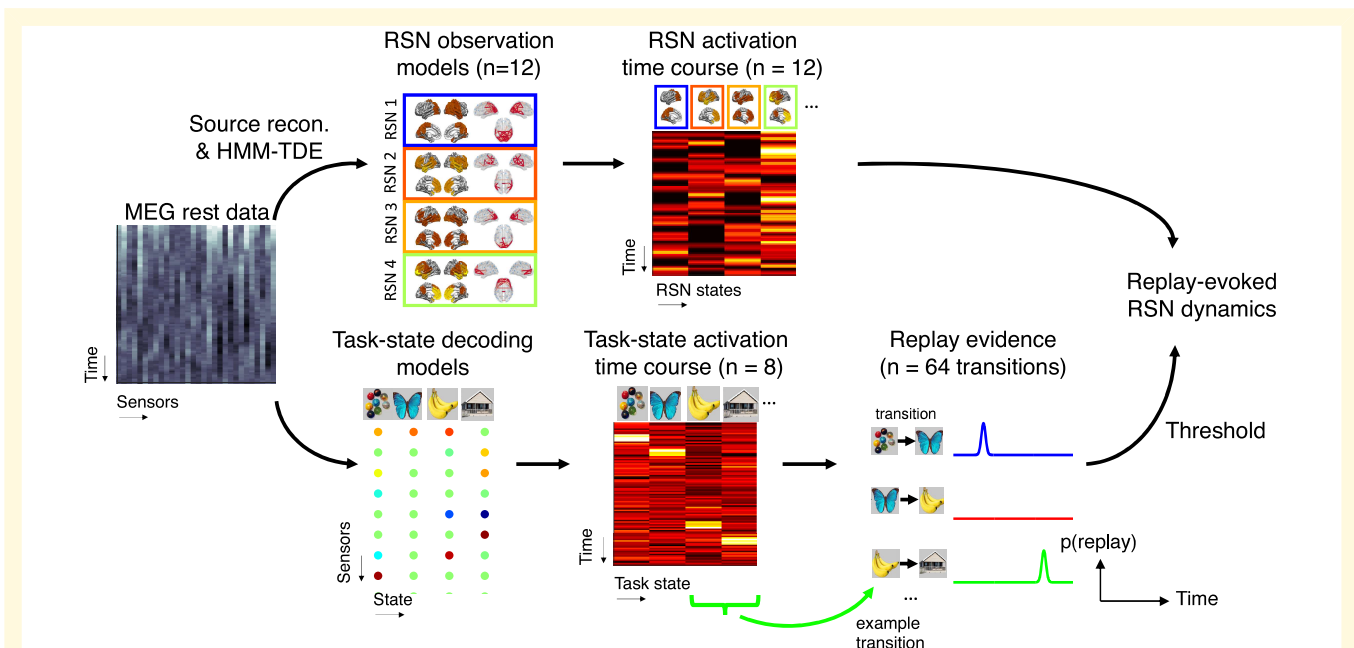 RSN observation
models (n=12)
RSN activation
time course (n = 12)
Source recon.
& HMM-TDE
RSN 1
RSN 2
RSN 3
RSN 4
...
Time
RSN states
MEG rest data
Time
Sensors
Replay-evoked
RSN dynamics
Task-state decoding
models
Task-state activation
time course (n = 8)
Replay evidence
(n = 64 transitions)
...
Sensors
State
Time
Task state
transition
...
example
transition
Threshold
p(replay)
Time